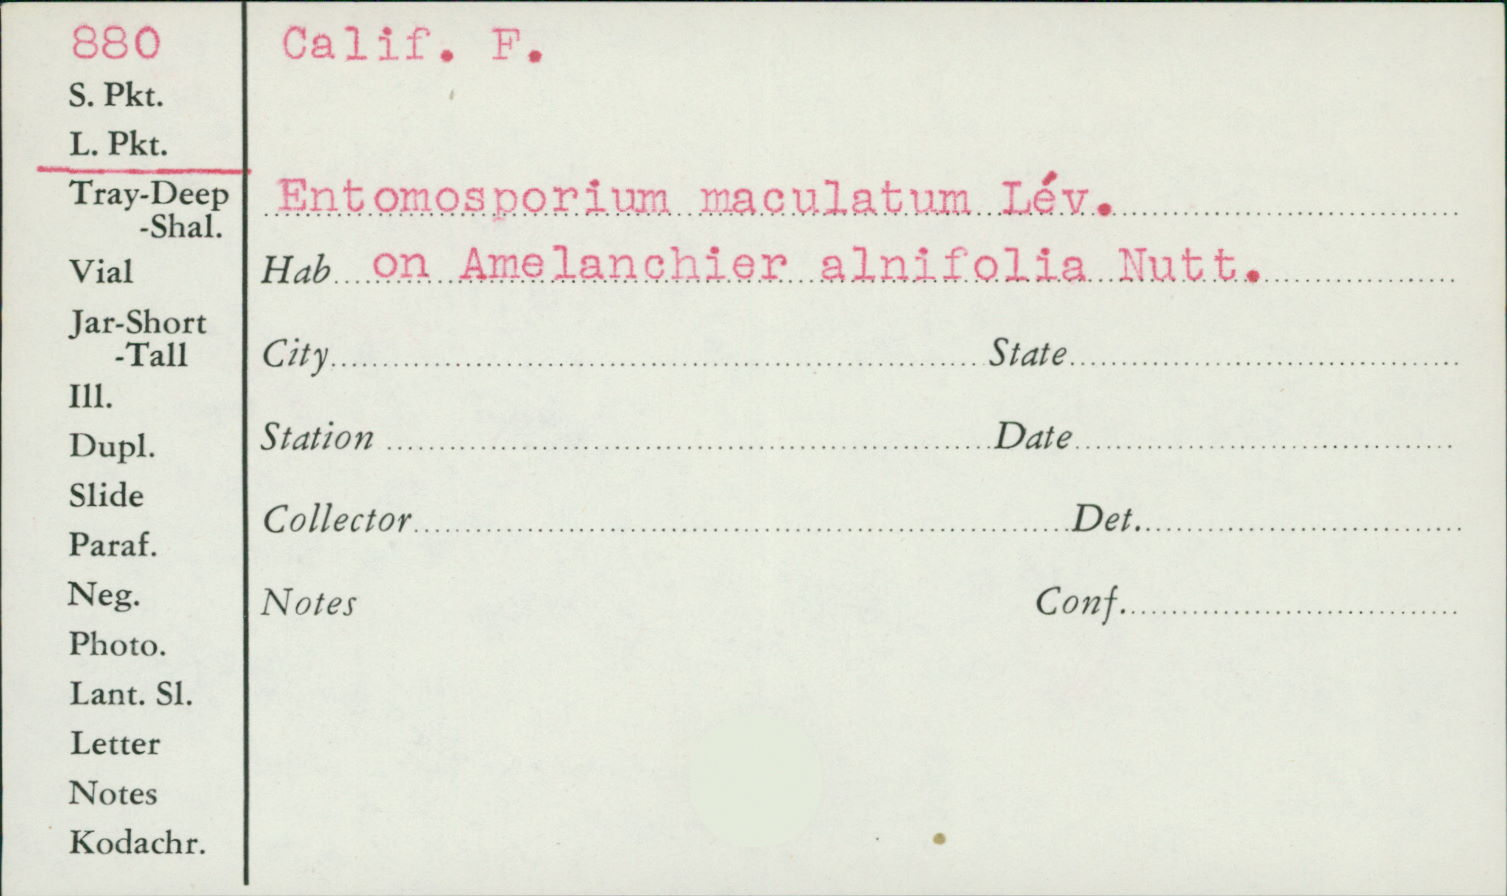 880
S. Pkt.
L. Pkt.
Tray-Deep
-Shal.
Vial
Jar-Short
-Tall
Ill.
Dupl.
Slide
Paraf.
Neg.
Photo.
Lant. Sl.
Letter
Notes
Kodachr.
Calif. F.
Entomosporium maculatum Lév.
Hab on Amelanchier alnifolia Nutt.
City State
Station Date
Collector Det.
Notes Conf.